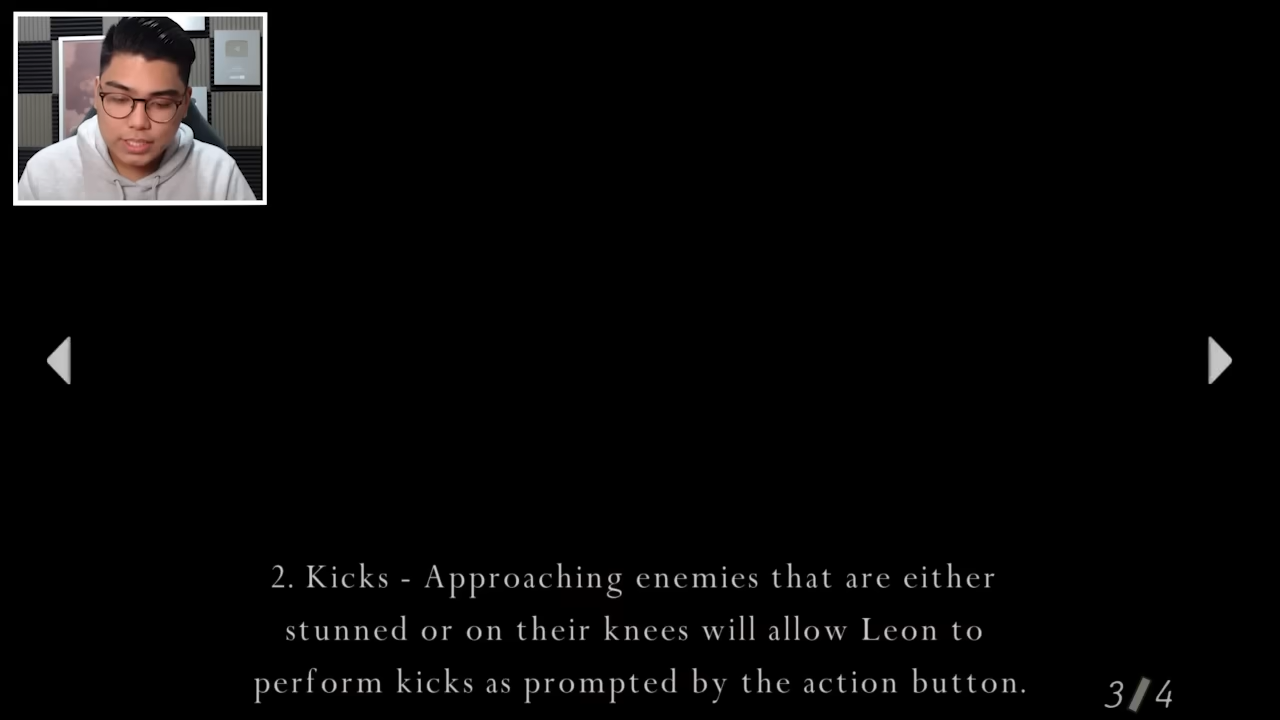 2. Kicks - Approaching enemies that are either
stunned or on their knees will allow Leon to
perform kicks as prompted by the action button.
3/4